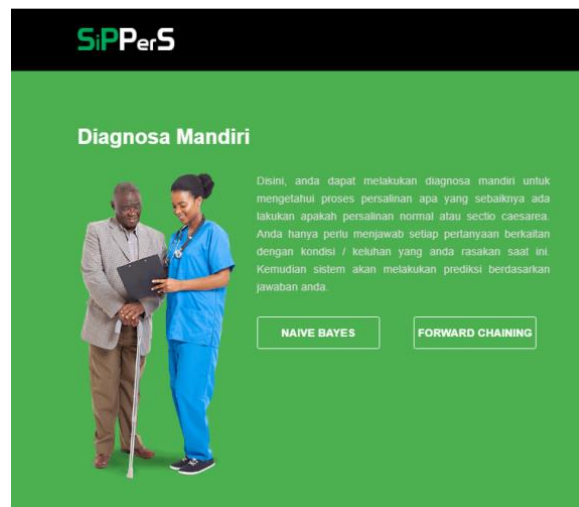 SiPPerS
Diagnosa Mandiri
Disini, anda dapat melakukan diagnosa mandiri untuk
mengetahui proses persalinan apa yang sebaiknya ada
lakukan apakah persalinan normal atau sectio caesarea.
Anda hanya perlu menjawab setiap pertanyaan berkaitan
dengan kondisi / keluhan yang anda rasakan saat ini.
Kemudian sistem akan melakukan prediksi berdasarkan
jawaban anda.
NAIVE BAYES
FORWARD CHAINING